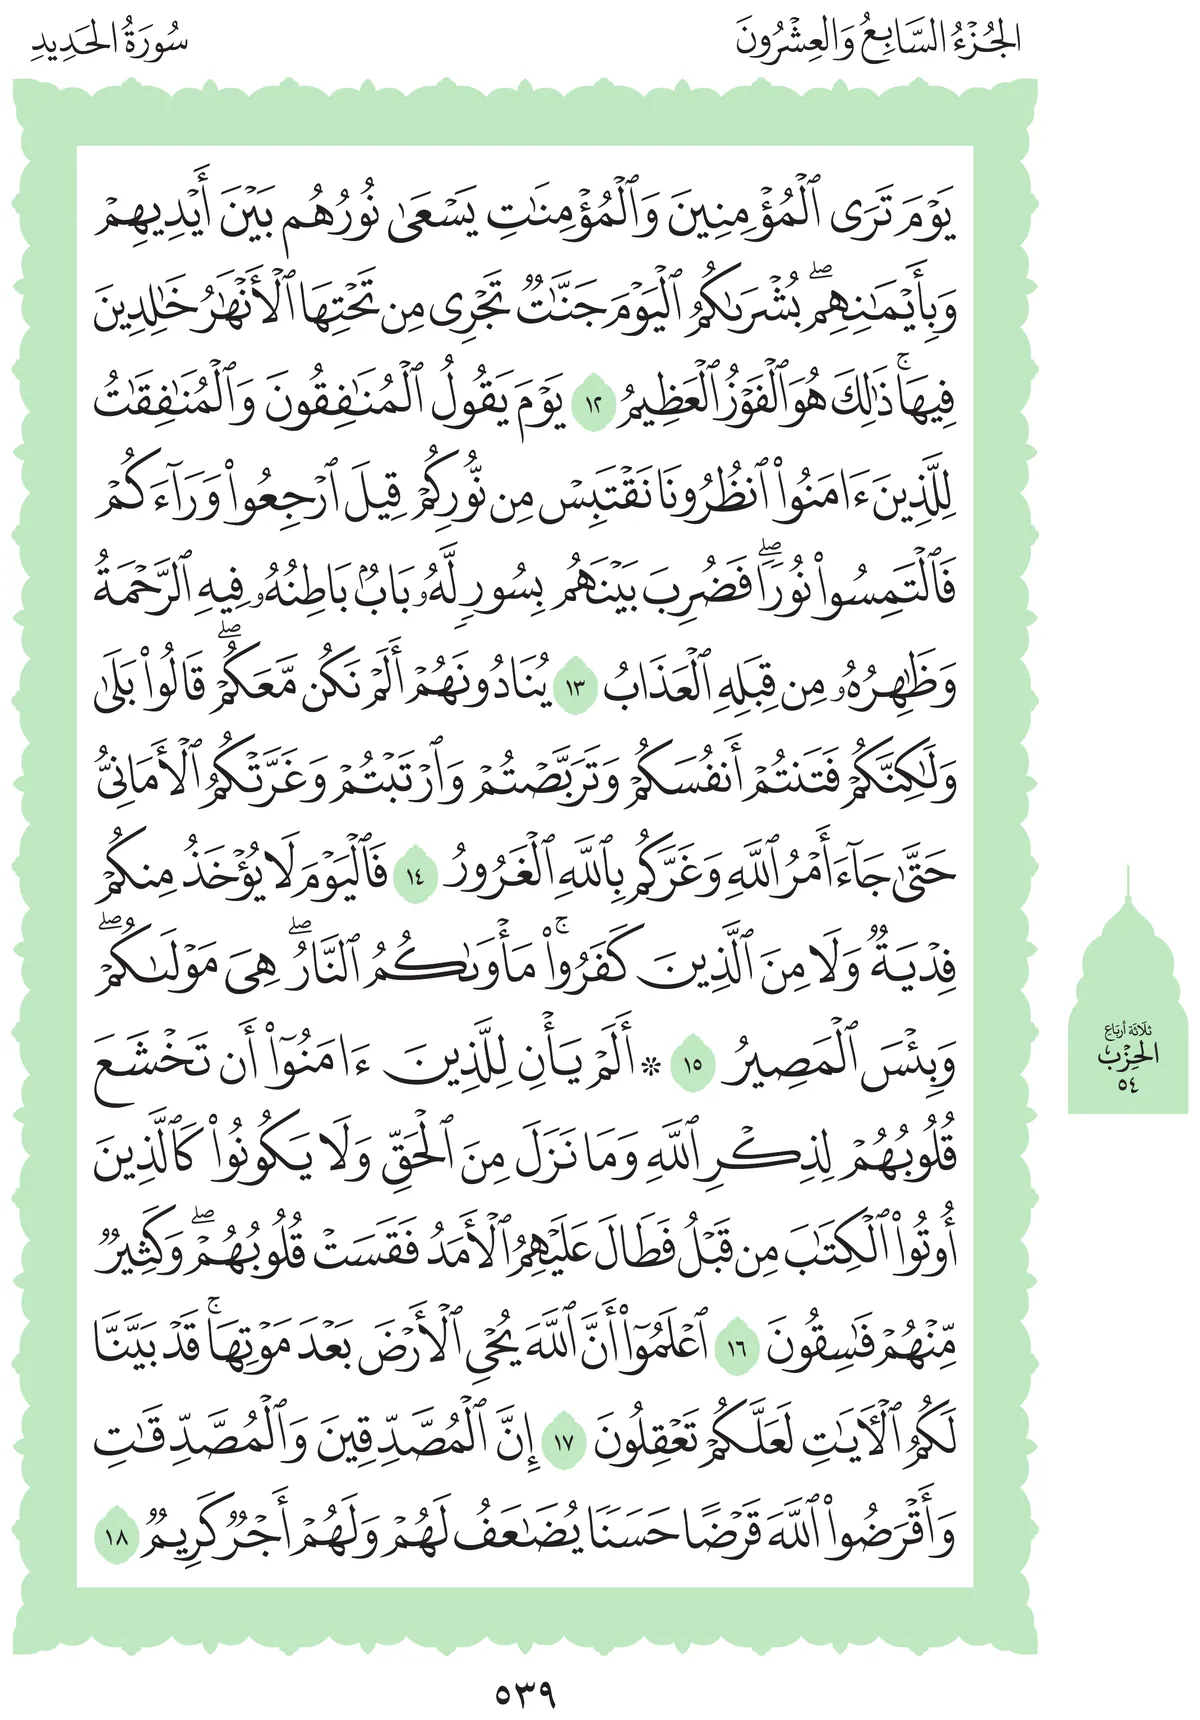 الجُزْءُ السَّابِعُ وَالعِشْرُونَ
سُورَةُ الحَدِيدِ
يَوْمَ تَرَى ٱلْمُؤْمِنِينَ وَٱلْمُؤْمِنَٰتِ يَسْعَىٰ نُورُهُم بَيْنَ أَيْدِيهِمْ
وَبِأَيْمَٰنِهِمۖ بُشْرَىٰكُمُ ٱلْيَوْمَ جَنَّٰتٌ تَجْرِى مِن تَحْتِهَا ٱلْأَنْهَٰرُ خَٰلِدِينَ
فِيهَاۚ ذَٰلِكَ هُوَ ٱلْفَوْزُ ٱلْعَظِيمُ ١٢ يَوْمَ يَقُولُ ٱلْمُنَٰفِقُونَ وَٱلْمُنَٰفِقَٰتُ
لِلَّذِينَ ءَامَنُوا۟ ٱنظُرُونَا نَقْتَبِسْ مِن نُّورِكُمْ قِيلَ ٱرْجِعُوا۟ وَرَآءَكُمْ
فَٱلْتَمِسُوا۟ نُورًاۖ فَضُرِبَ بَيْنَهُم بِسُورٍ لَّهُۥ بَابٌۢ بَاطِنُهُۥ فِيهِ ٱلرَّحْمَةُ
وَظَٰهِرُهُۥ مِن قِبَلِهِ ٱلْعَذَابُ ١٣ يُنَادُونَهُمْ أَلَمْ نَكُن مَّعَكُمْۖ قَالُوا۟ بَلَىٰ
وَلَٰكِنَّكُمْ فَتَنتُمْ أَنفُسَكُمْ وَتَرَبَّصْتُمْ وَٱرْتَبْتُمْ وَغَرَّتْكُمُ ٱلْأَمَانِىُّ
حَتَّىٰ جَآءَ أَمْرُ ٱللَّهِ وَغَرَّكُم بِٱللَّهِ ٱلْغَرُورُ ١٤ فَٱلْيَوْمَ لَا يُؤْخَذُ مِنكُمْ
فِدْيَةٌ وَلَا مِنَ ٱلَّذِينَ كَفَرُوا۟ۚ مَأْوَىٰكُمُ ٱلنَّارُۖ هِىَ مَوْلَىٰكُمْۖ
وَبِئْسَ ٱلْمَصِيرُ ١٥ ۞ أَلَمْ يَأْنِ لِلَّذِينَ ءَامَنُوٓا۟ أَن تَخْشَعَ
قُلُوبُهُمْ لِذِكْرِ ٱللَّهِ وَمَا نَزَلَ مِنَ ٱلْحَقِّ وَلَا يَكُونُوا۟ كَٱلَّذِينَ
أُوتُوا۟ ٱلْكِتَٰبَ مِن قَبْلُ فَطَالَ عَلَيْهِمُ ٱلْأَمَدُ فَقَسَتْ قُلُوبُهُمْۖ وَكَثِيرٌ
مِّنْهُمْ فَٰسِقُونَ ١٦ ٱعْلَمُوٓا۟ أَنَّ ٱللَّهَ يُحْىِ ٱلْأَرْضَ بَعْدَ مَوْتِهَاۚ قَدْ بَيَّنَّا
لَكُمُ ٱلْءَايَٰتِ لَعَلَّكُمْ تَعْقِلُونَ ١٧ إِنَّ ٱلْمُصَّدِّقِينَ وَٱلْمُصَّدِّقَٰتِ
وَأَقْرَضُوا۟ ٱللَّهَ قَرْضًا حَسَنًا يُضَٰعَفُ لَهُمْ وَلَهُمْ أَجْرٌ كَرِيمٌ ١٨
ثلَاثَة أربَاع
الحِزْب
٥٤
٥٣٩